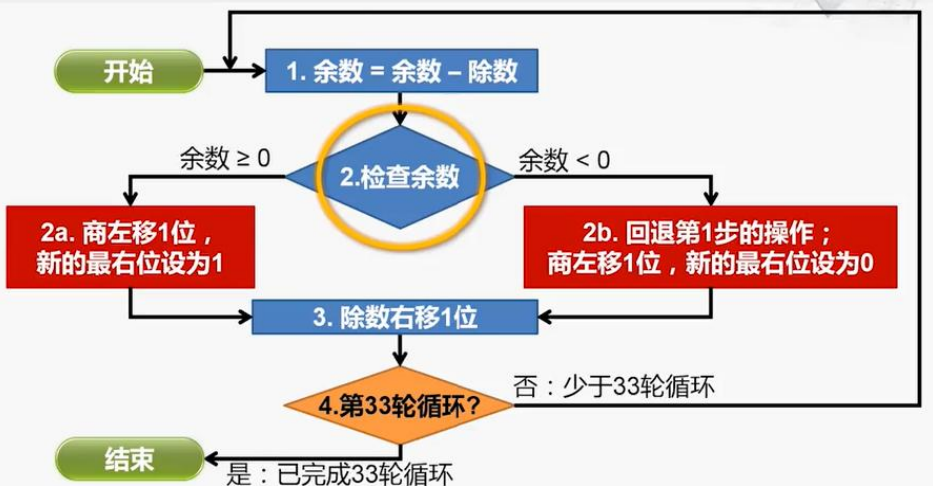 开始
1. 余数 = 余数 – 除数
余数 ≥ 0
2.检查余数
余数 < 0
2a. 商左移1位，
新的最右位设为1
2b. 回退第1步的操作；
商左移1位，新的最右位设为0
3. 除数右移1位
4.第33轮循环?
否：少于33轮循环
结束
是：已完成33轮循环